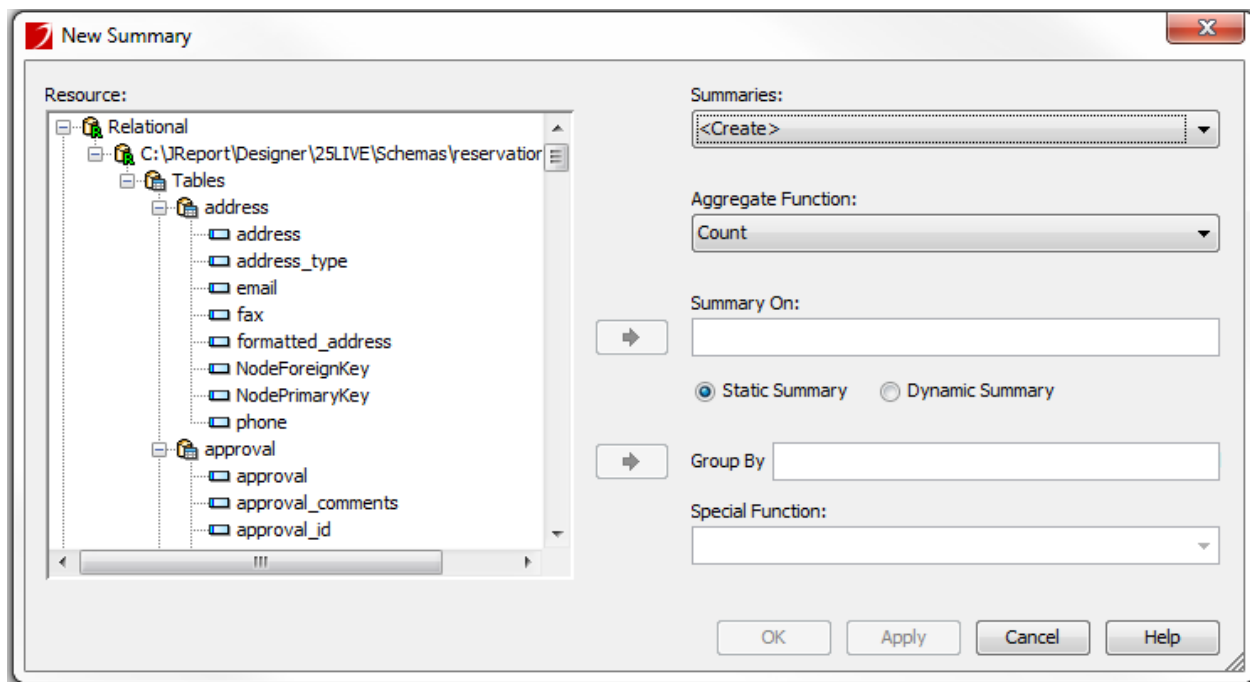 New Summary
Resource:
Relational
C:\JReport\Designer\25LIVE\Schemas\reservation
Tables
address
address
address_type
email
fax
formatted_address
NodeForeignKey
NodePrimaryKey
phone
approval
approval
approval_comments
approval_id
Summaries:
<Create>
Aggregate Function:
Count
Summary On:
Static Summary Dynamic Summary
Group By
Special Function:
OK Apply Cancel Help